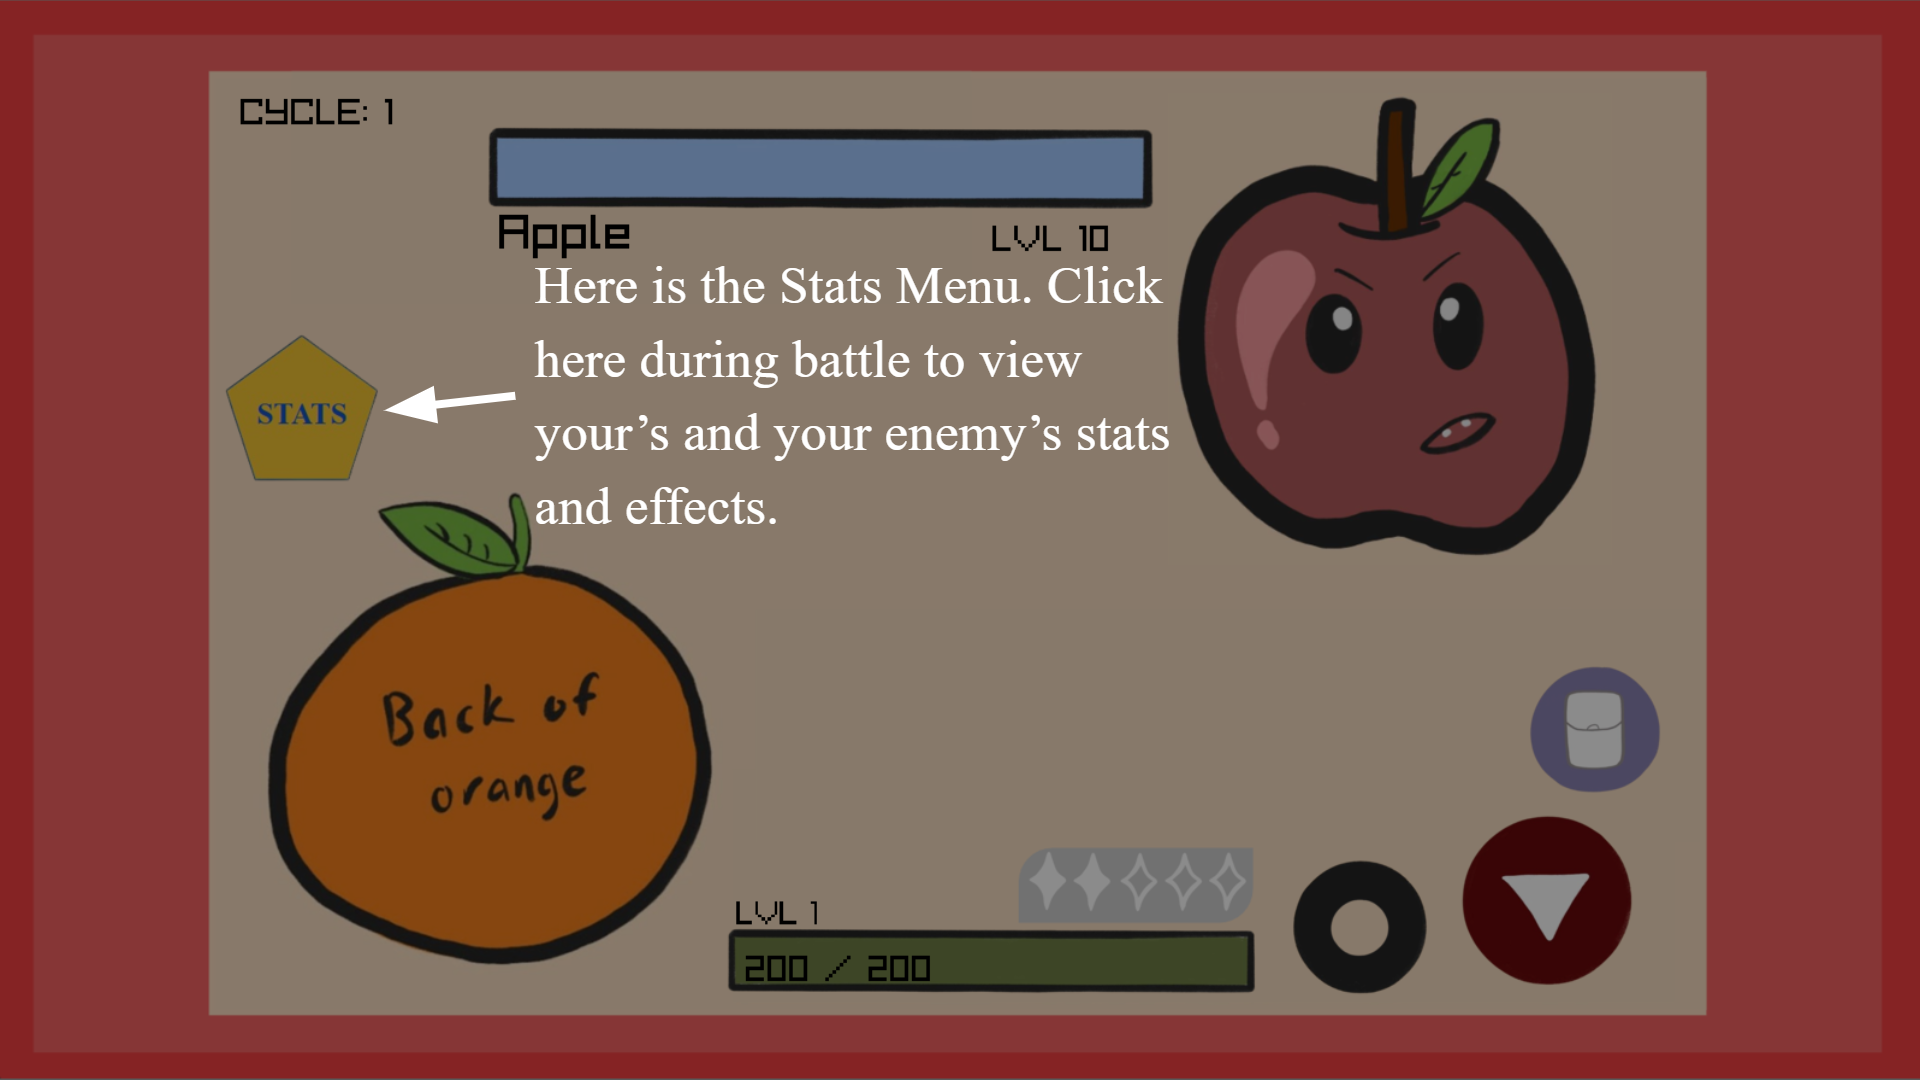 CYCLE: 1
Apple
LVL 10
Here is the Stats Menu. Click
here during battle to view
your’s and your enemy’s stats
and effects.
STATS
Back of
orange
LVL 1
200 / 200